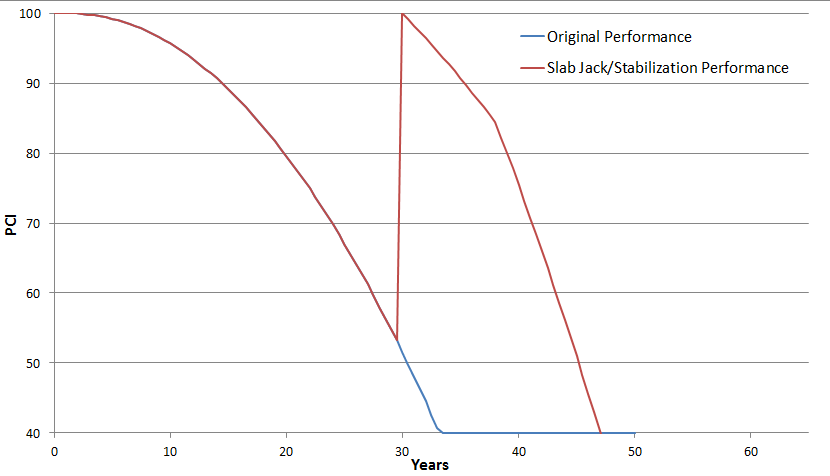 100
Original Performance
Slab Jack/Stabilization Performance
90
80
70
PCI
60
50
40
0 10 20 30 40 50 60
Years